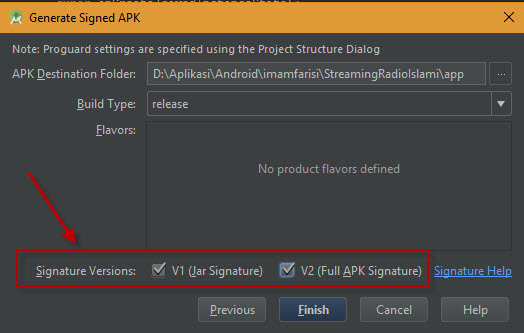 Generate Signed APK
Note: Proguard settings are specified using the Project Structure Dialog
APK Destination Folder: D:\Aplikasi\Android\imamfarisi\StreamingRadioIslami\app ...
Build Type: release
Flavors:
No product flavors defined
Signature Versions: V1 (Jar Signature) V2 (Full APK Signature) Signature Help
Previous Finish Cancel Help